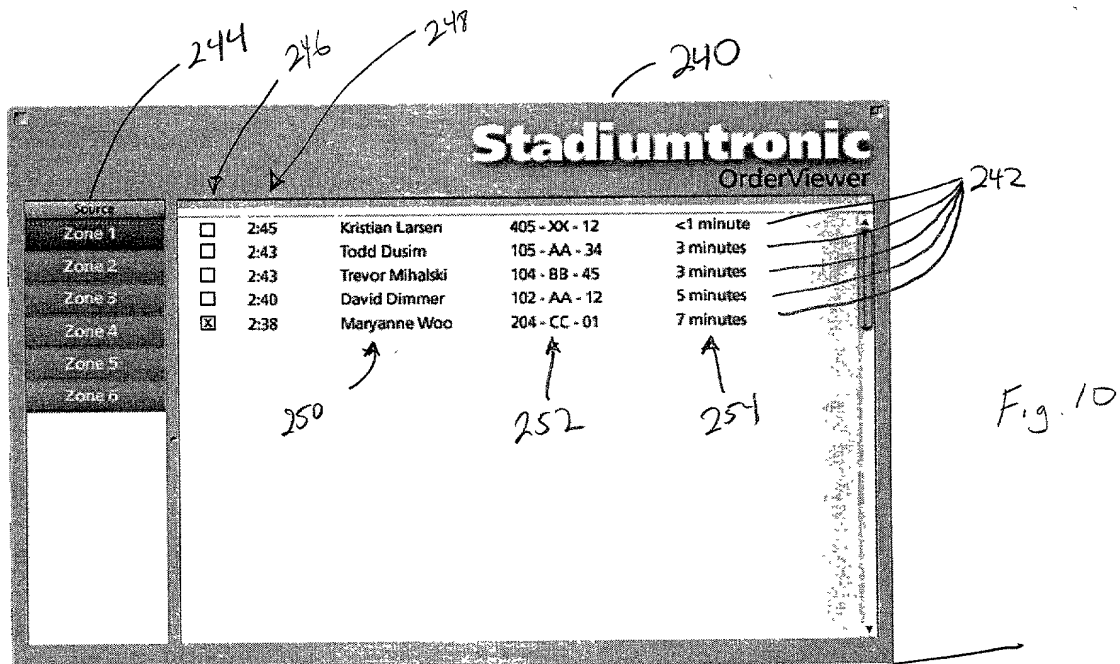 244 246 248 240
Stadiumtronic
OrderViewer
242
Source
Zone 1
Zone 2
Zone 3
Zone 4
Zone 5
Zone 6
2:45 Kristian Larsen 405 - XX - 12 <1 minute
2:43 Todd Dusim 105 - AA - 34 3 minutes
2:43 Trevor Mihalski 104 - BB - 45 3 minutes
2:40 David Dimmer 102 - AA - 12 5 minutes
x 2:38 Maryanne Woo 204 - CC - 01 7 minutes
250 252 254
Fig. 10